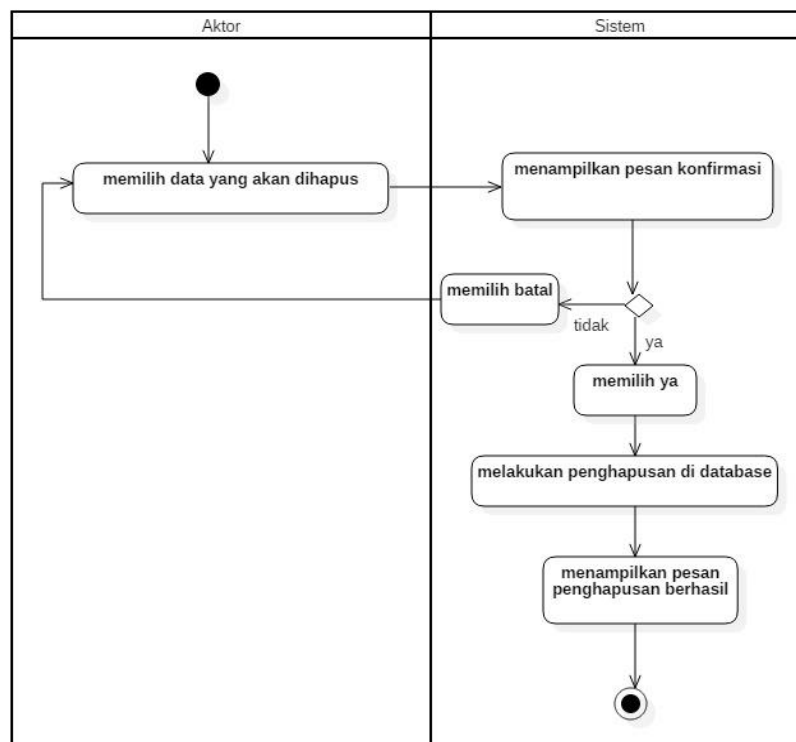 Aktor
Sistem
memilih data yang akan dihapus
menampilkan pesan konfirmasi
memilih batal
tidak
ya
memilih ya
melakukan penghapusan di database
menampilkan pesan
penghapusan berhasil